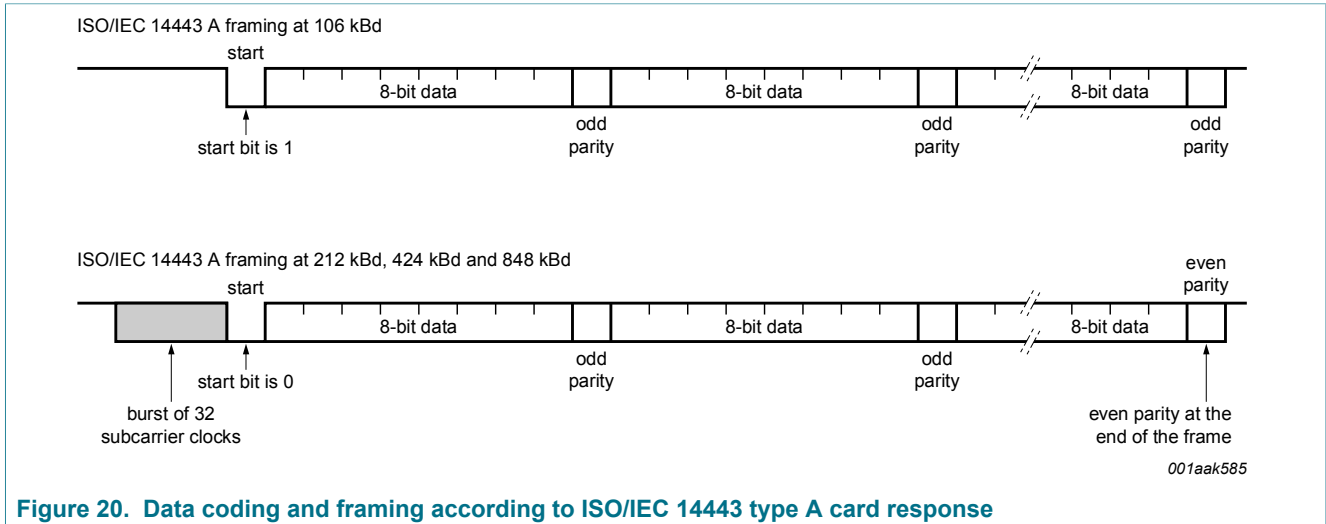 ISO/IEC 14443 A framing at 106 kBd
start
8-bit data 8-bit data 8-bit data
odd parity
odd parity
odd parity
start bit is 1
ISO/IEC 14443 A framing at 212 kBd, 424 kBd and 848 kBd
even parity
start
8-bit data 8-bit data 8-bit data
odd parity
odd parity
start bit is 0
burst of 32
subcarrier clocks
even parity at the
end of the frame
001aak585
Figure 20. Data coding and framing according to ISO/IEC 14443 type A card response